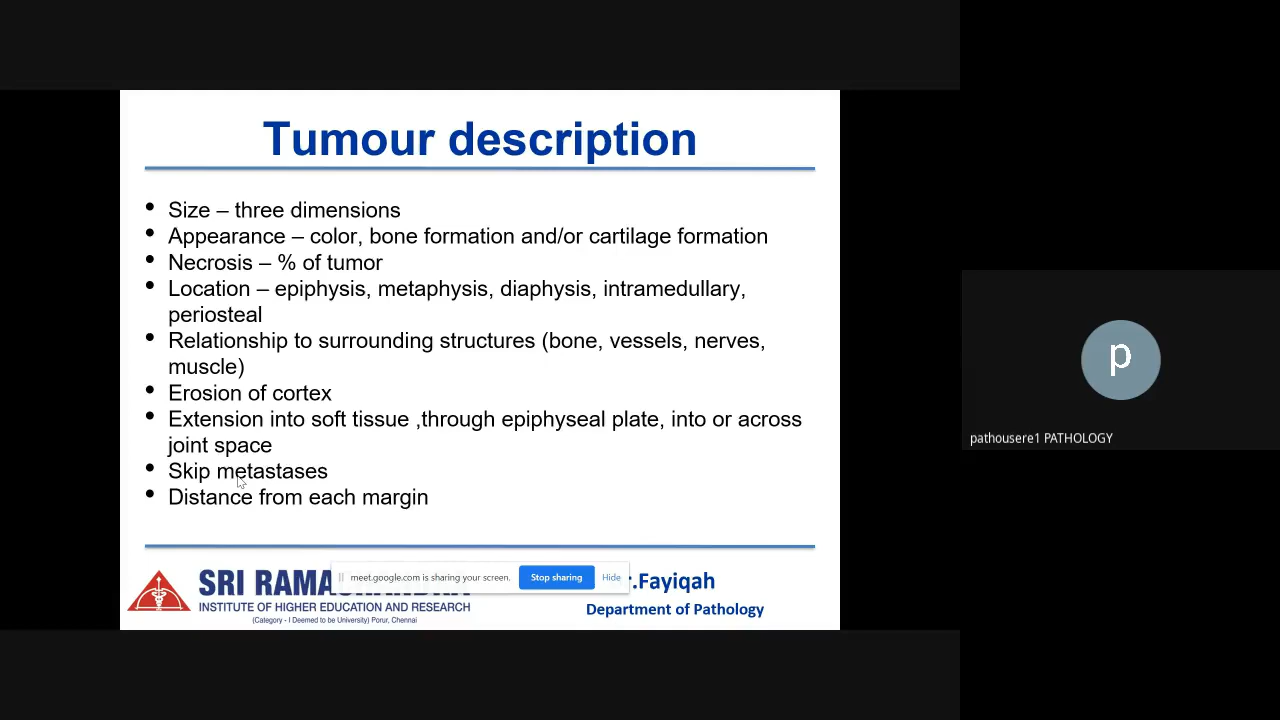 Tumour description
• Size – three dimensions
• Appearance – color, bone formation and/or cartilage formation
• Necrosis – % of tumor
• Location – epiphysis, metaphysis, diaphysis, intramedullary,
periosteal
• Relationship to surrounding structures (bone, vessels, nerves,
muscle)
• Erosion of cortex
• Extension into soft tissue ,through epiphyseal plate, into or across
joint space
• Skip metastases
• Distance from each margin
p
pathousere1 PATHOLOGY
SRI
meet.google.com is sharing your screen. Stop sharing Hide
.Fayiqah
INSTITUTE OF HIGHER EDUCATION AND RESEARCH
Department of Pathology
(Category - I Deemed to be University) Porur, Chennai